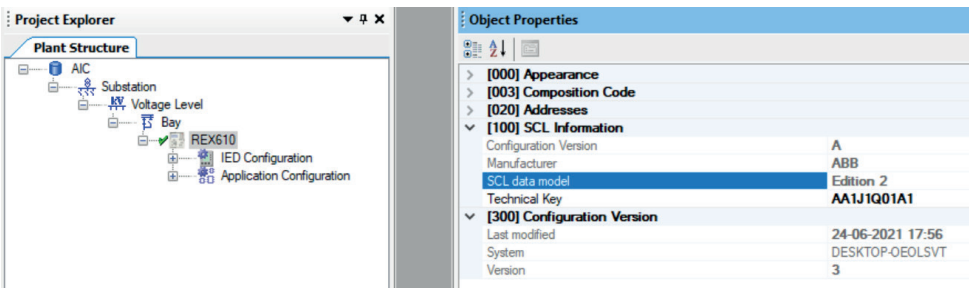 Project Explorer
Plant Structure
AIC
Substation
Voltage Level
Bay
REX610
IED Configuration
Application Configuration
Object Properties
[000] Appearance
[003] Composition Code
[020] Addresses
[100] SCL Information
Configuration Version A
Manufacturer ABB
SCL data model Edition 2
Technical Key AA1J1Q01A1
[300] Configuration Version
Last modified 24-06-2021 17:56
System DESKTOP-OEOLSVT
Version 3